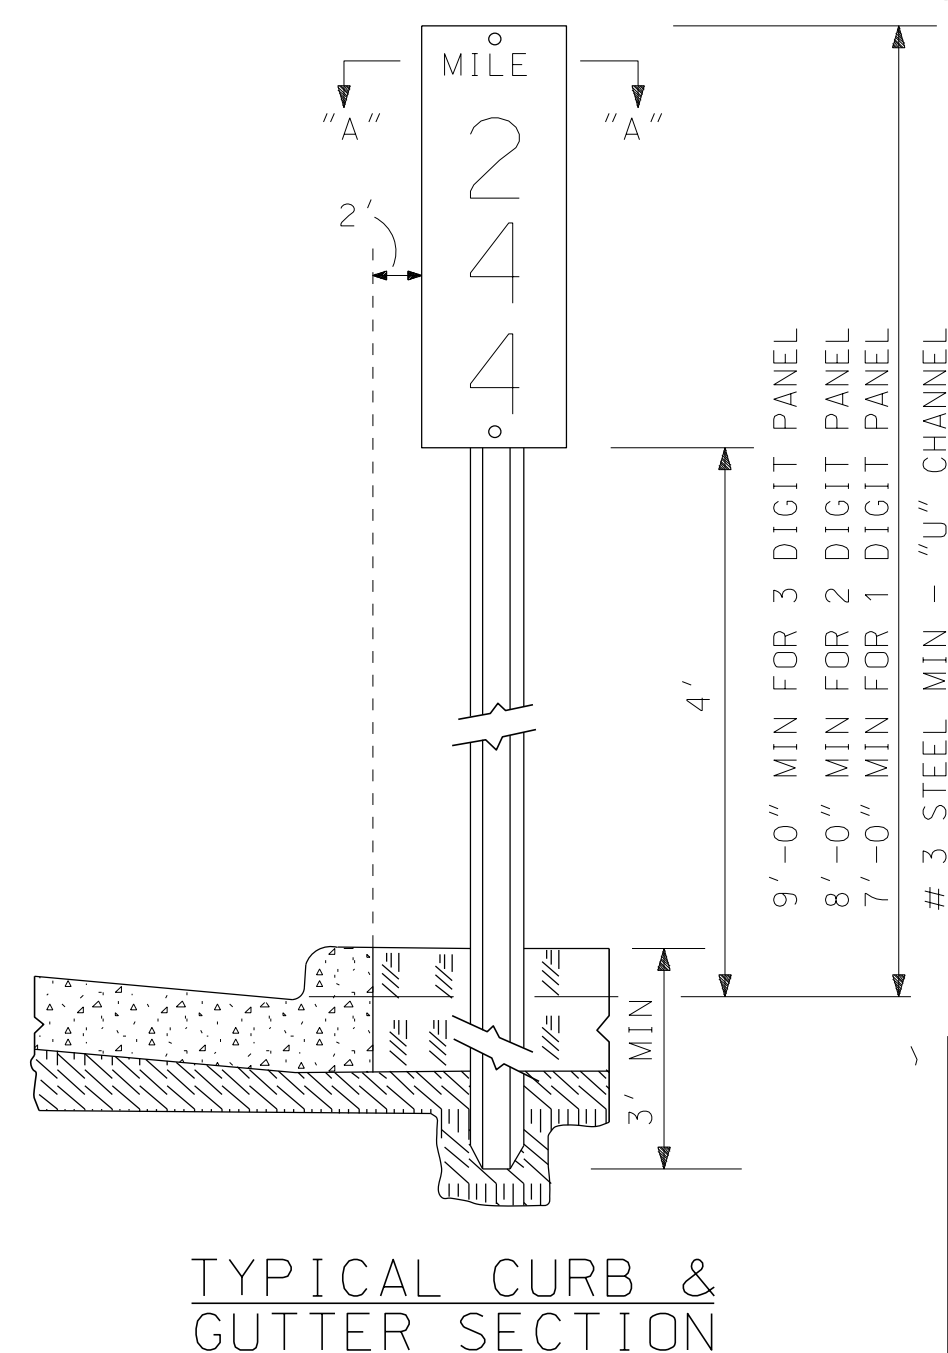 MILE
"A" "A"
2
4
4
2'
4'
9'-0" MIN FOR 3 DIGIT PANEL
8'-0" MIN FOR 2 DIGIT PANEL
7'-0" MIN FOR 1 DIGIT PANEL
# 3 STEEL MIN - "U" CHANNEL
3' MIN
TYPICAL CURB &
GUTTER SECTION